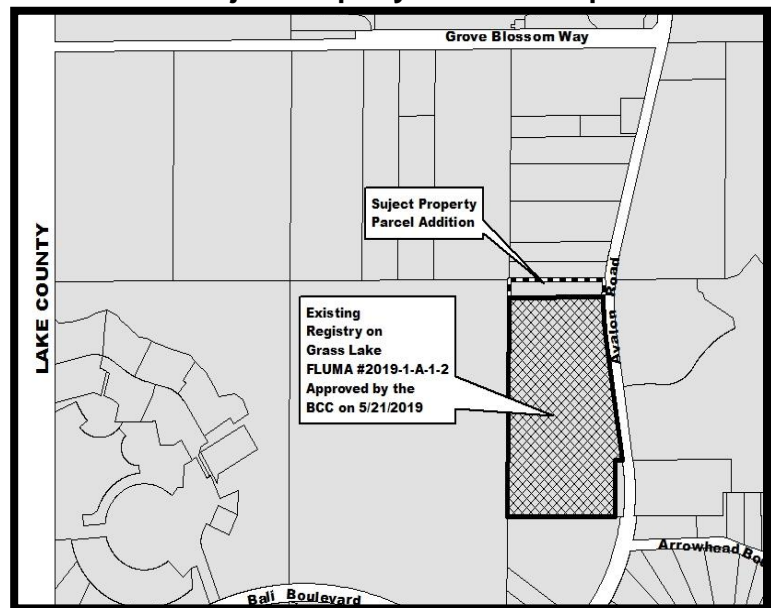 Grove Blossom Way
Suject Property
Parcel Addition
LAKE COUNTY
Avalon Road
Existing
Registry on
Grass Lake
FLUMA #2019-1-A-1-2
Approved by the
BCC on 5/21/2019
Arrowhead Bou
Bali Boulevard